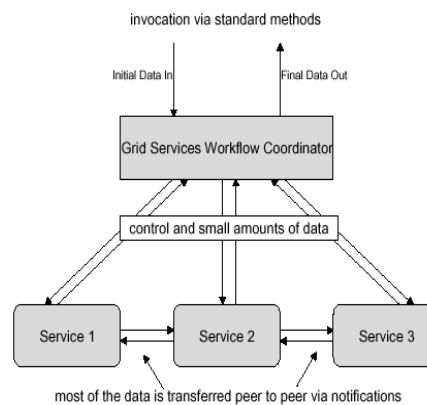 invocation via standard methods
Initial Data In
Final Data Out
Grid Services Workflow Coordinator
control and small amounts of data
Service 1
Service 2
Service 3
most of the data is transferred peer to peer via notifications